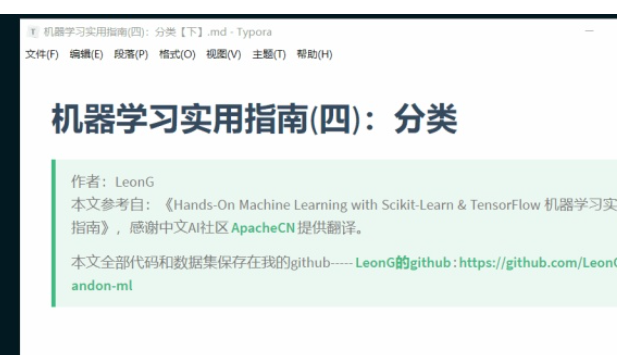 机器学习实用指南(四)：分类【下】.md - Typora
文件(F) 编辑(E) 段落(P) 格式(O) 视图(V) 主题(T) 帮助(H)
机器学习实用指南(四)：分类
作者：LeonG
本文参考自：《Hands-On Machine Learning with Scikit-Learn & TensorFlow 机器学习实
指南》，感谢中文AI社区 ApacheCN 提供翻译。
本文全部代码和数据集保存在我的github-----LeonG的github：https://github.com/Leon
andon-ml